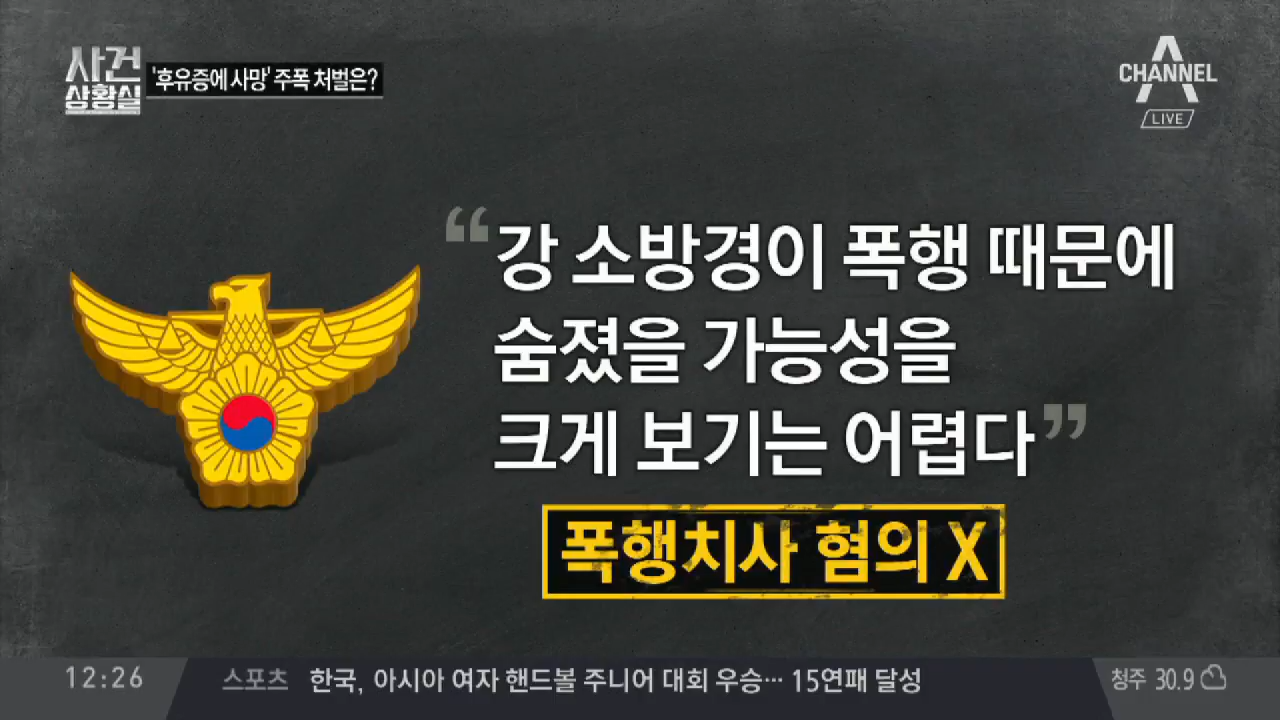 사건
상황실
'후유증에 사망' 주폭 처벌은?
CHANNEL A
LIVE
“강 소방경이 폭행 때문에
숨졌을 가능성을
크게 보기는 어렵다”
폭행치사 혐의 X
12:26
스포츠 한국, 아시아 여자 핸드볼 주니어 대회 우승… 15연패 달성
청주 30.9